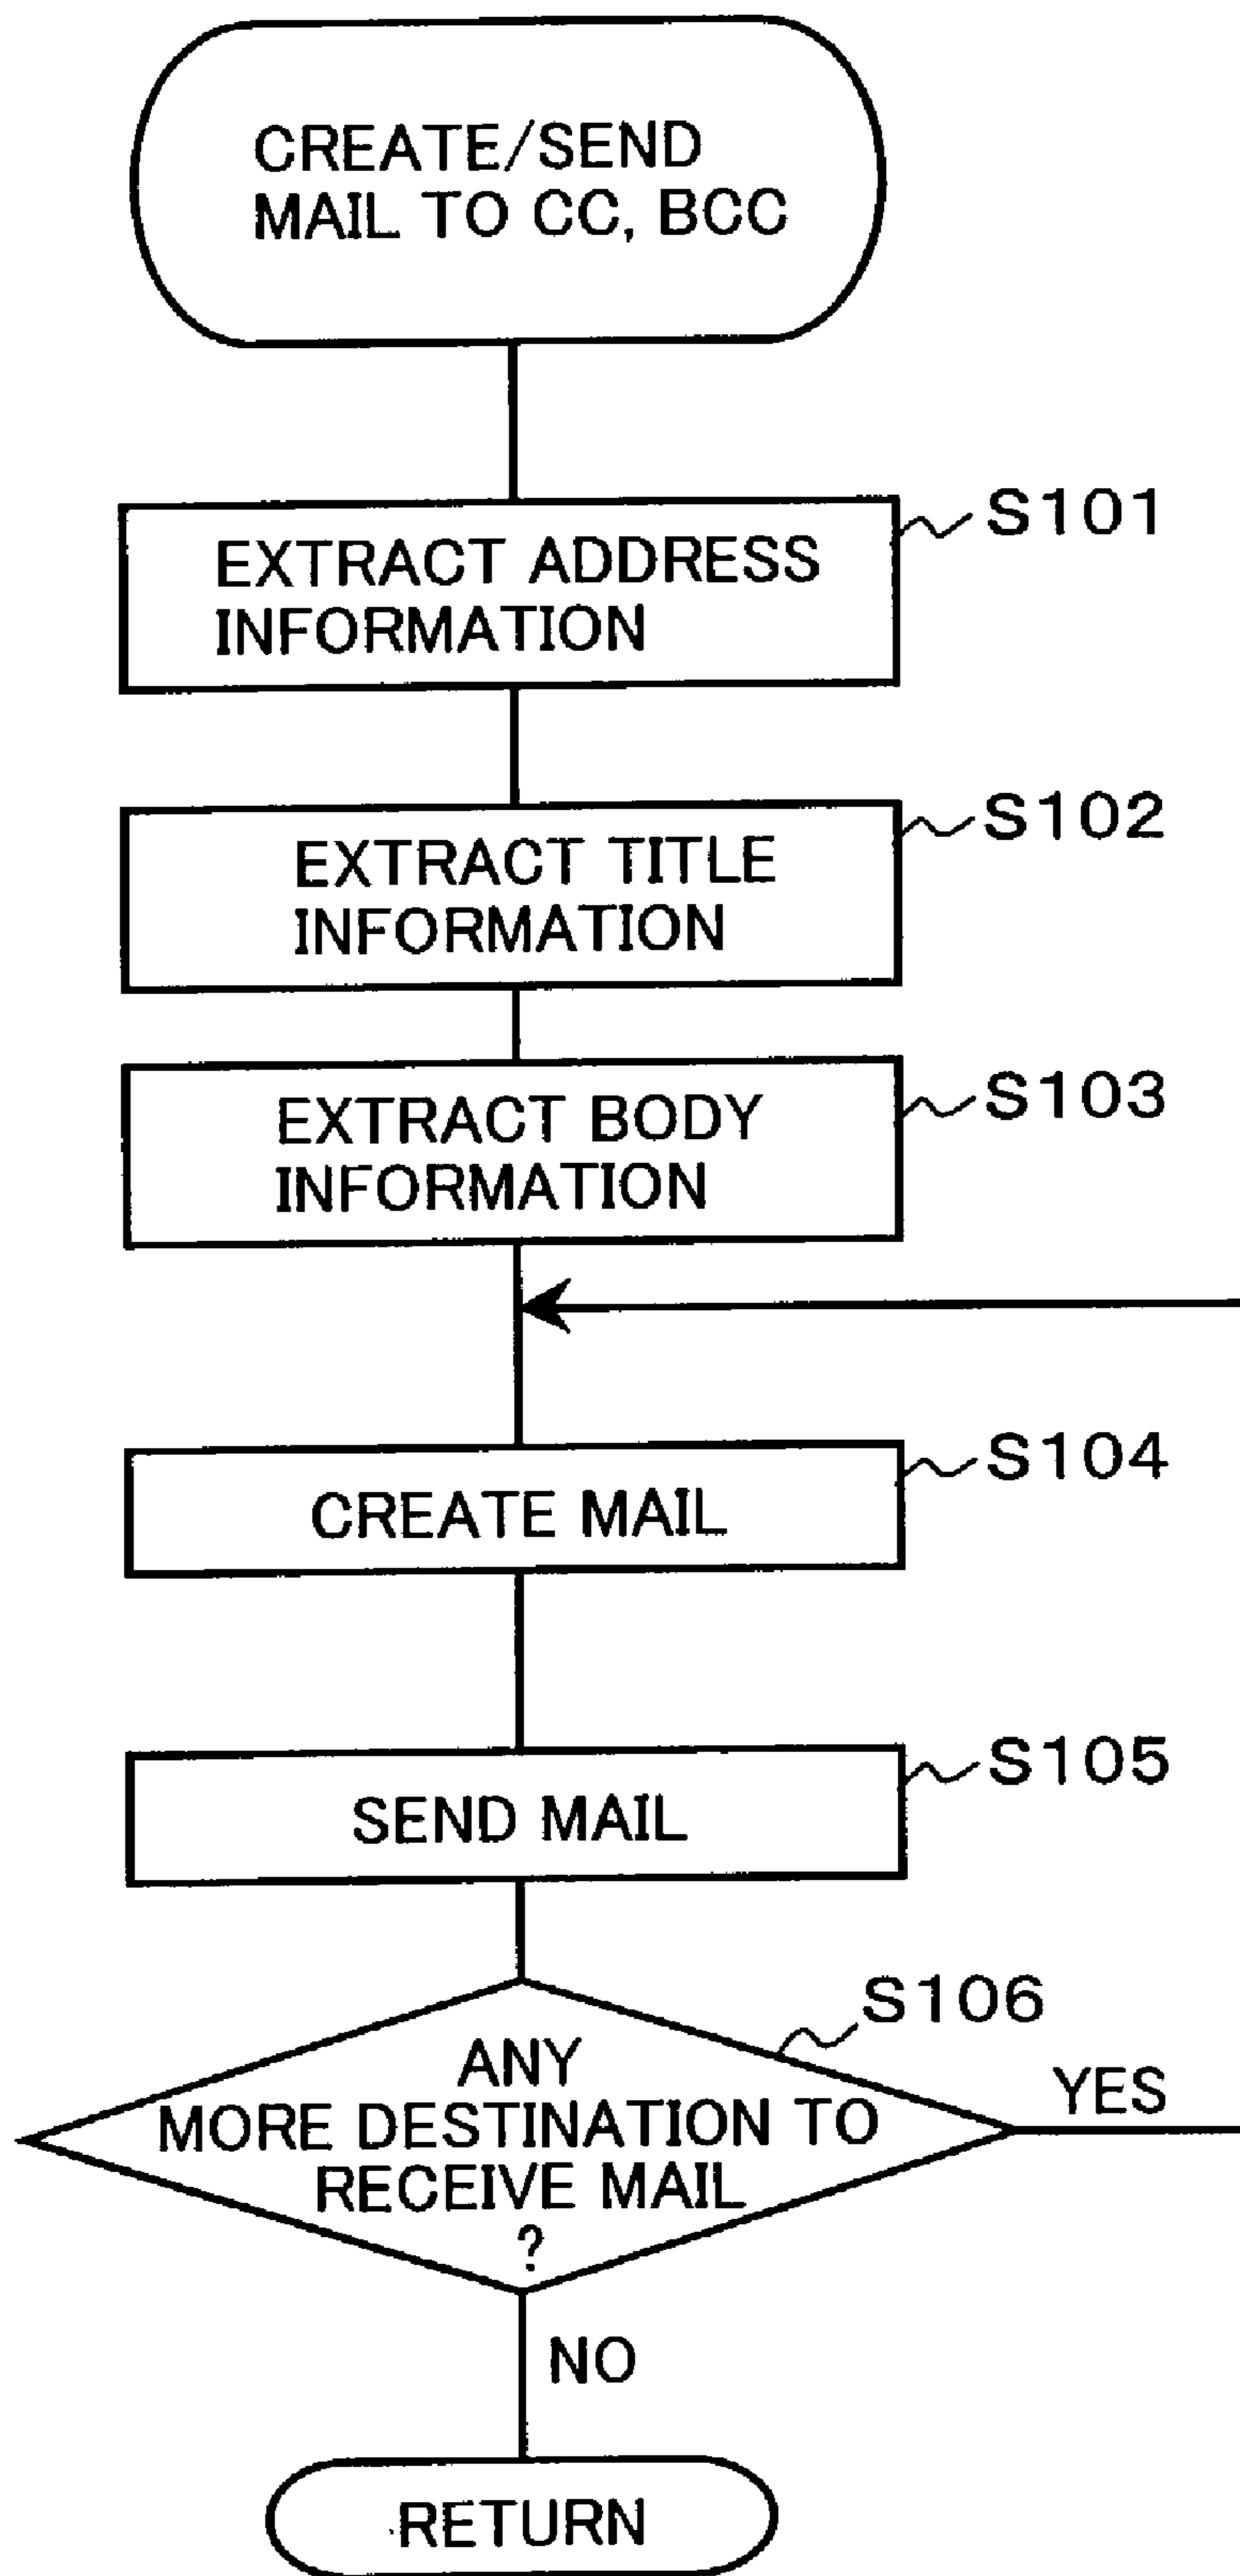 CREATE/SEND
MAIL TO CC, BCC
S101
EXTRACT ADDRESS
INFORMATION
S102
EXTRACT TITLE
INFORMATION
S103
EXTRACT BODY
INFORMATION
S104
CREATE MAIL
S105
SEND MAIL
S106
ANY
MORE DESTINATION TO
RECEIVE MAIL
?
YES
NO
RETURN